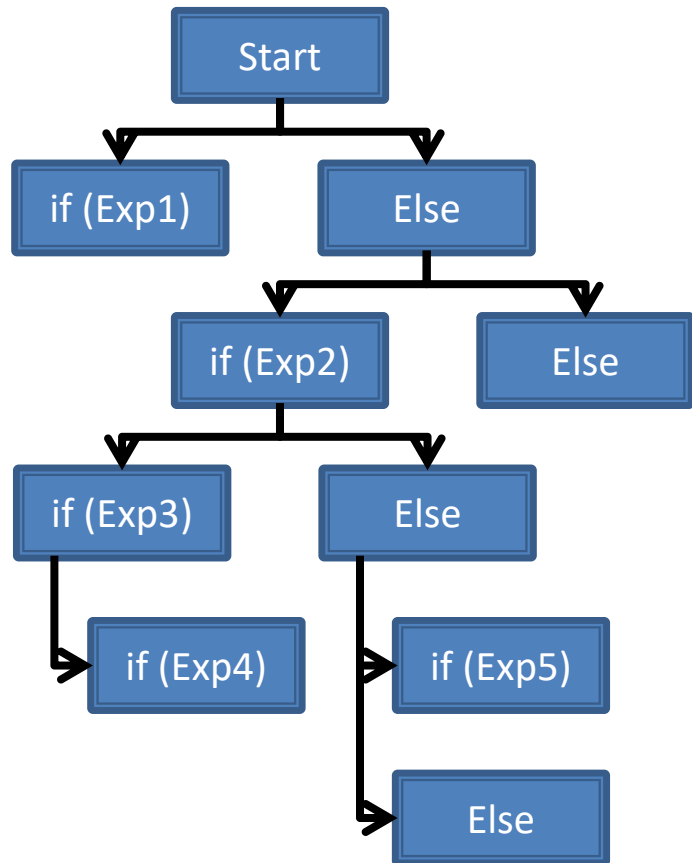 Start
if (Exp1)
Else
if (Exp2)
Else
if (Exp3)
Else
if (Exp4)
if (Exp5)
Else